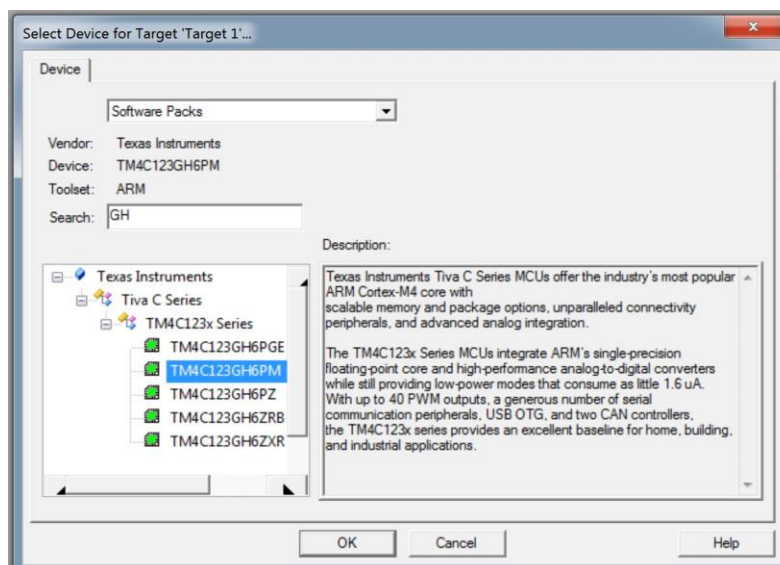 Select Device for Target 'Target 1'...
Device
Software Packs
Vendor: Texas Instruments
Device: TM4C123GH6PM
Toolset: ARM
Search: GH
Description:
Texas Instruments
Tiva C Series
TM4C123x Series
TM4C123GH6PGE
TM4C123GH6PM
TM4C123GH6PZ
TM4C123GH6ZRB
TM4C123GH6ZXR
Texas Instruments Tiva C Series MCUs offer the industry's most popular
ARM Cortex-M4 core with
scalable memory and package options, unparalleled connectivity
peripherals, and advanced analog integration.
The TM4C123x Series MCUs integrate ARM's single-precision
floating-point core and high-performance analog-to-digital converters
while still providing low-power modes that consume as little 1.6 uA.
With up to 40 PWM outputs, a generous number of serial
communication peripherals, USB OTG, and two CAN controllers,
the TM4C123x series provides an excellent baseline for home, building,
and industrial applications.
OK
Cancel
Help